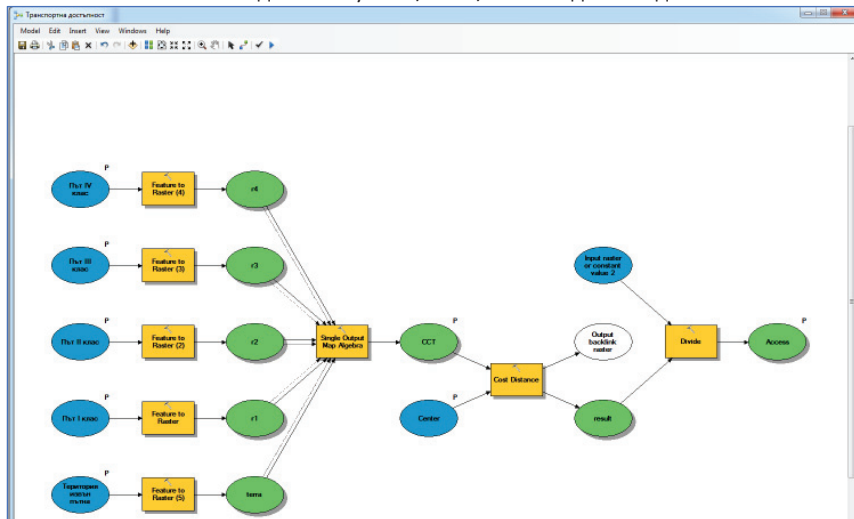 Транспортна достъпност
Model Edit Insert View Windows Help
P
Път IV
клас
Feature to
Raster (4)
r4
P
Път III
клас
Feature to
Raster (3)
r3
P
Път II клас
Feature to
Raster (2)
r2
P
Път I клас
Feature to
Raster
r1
P
Територия
извън
пътя
Feature to
Raster (5)
Single Output
Map Algebra
P
CCT
P
Center
Cost Distance
Input raster
or constant
value 2
Output
backlink
raster
result
Divide
P
Access